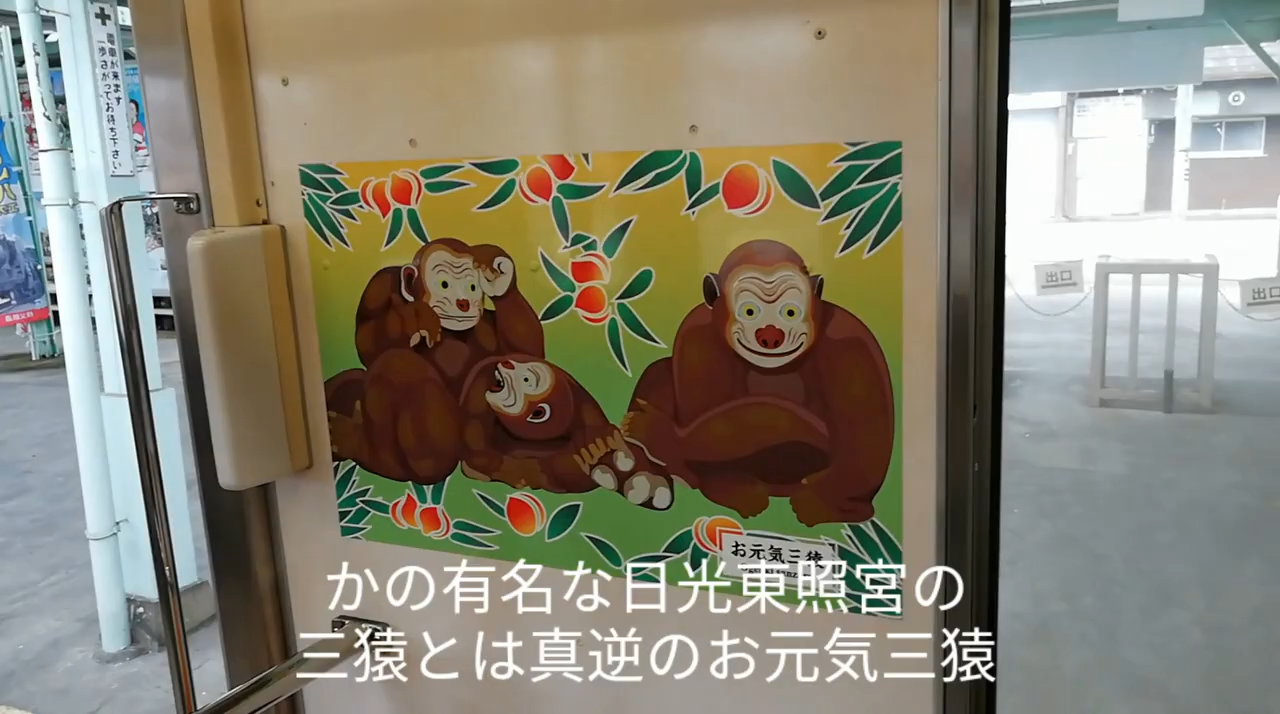 電車が来ます
一歩さがってお待ち下さい
出口
出口
お元気三猿
かの有名な日光東照宮の
三猿とは真逆のお元気三猿